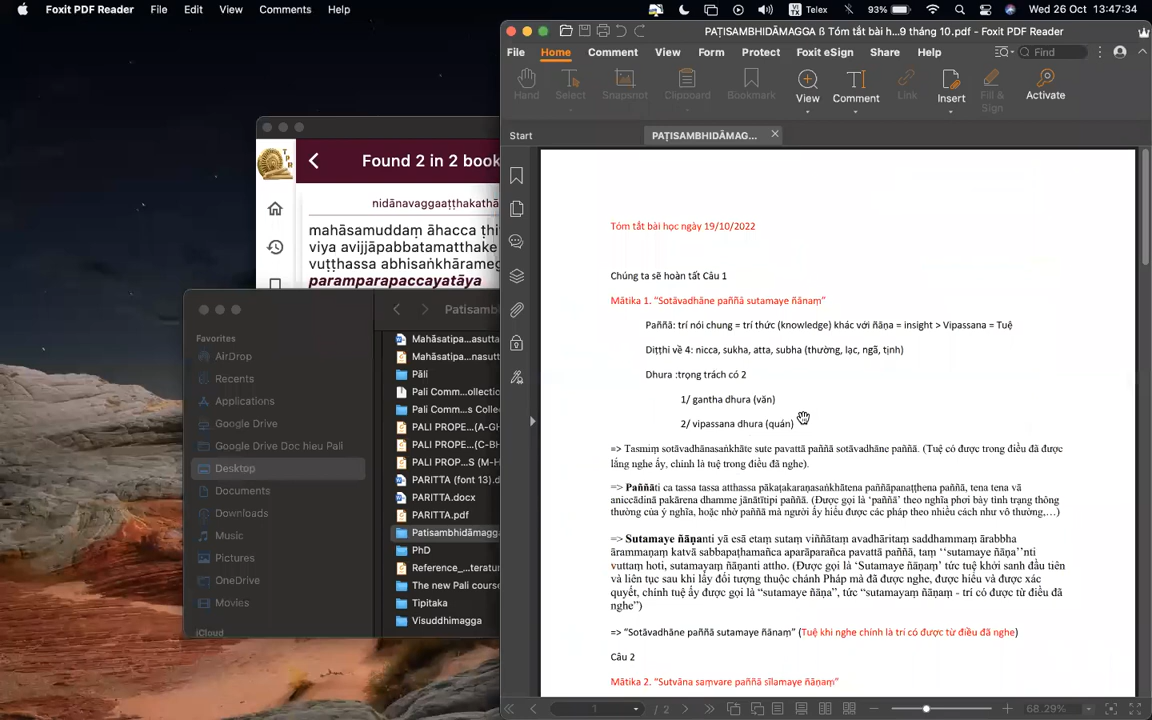 Foxit PDF Reader File Edit View Comments Help
VI TX Telex 93% Wed 26 Oct 13:47:34
PAṬISAMBHIDĀMAGGA ß Tóm tắt bài h...9 tháng 10.pdf - Foxit PDF Reader
File Home Comment View Form Protect Foxit eSign Share Help Find
Hand Select Snapshot Clipboard Bookmark View Comment Link Insert Fill & Sign Activate
Start PAṬISAMBHIDĀMAG...
T P R
Found 2 in 2 book
nidānavaggaaṭṭhakathā
mahāsamuddaṃ āhacca ṭhi
viya avijjāpabbatamatthake
vuṭṭhassa abhisaṅkhārameg
paramparapaccayatāya
Patisamb
Favorites
AirDrop
Recents
Applications
Google Drive
Google Drive Doc hieu Pali
Desktop
Documents
Downloads
Music
Pictures
OneDrive
Movies
iCloud
Mahāsatipa...asutta
Mahāsatipa...nasutt
Pāli
Pali Comm...ollectio
Pali Comm...s Collec
PALI PROPE...(A-GH
PALI PROPE...(C-BH
PALI PROP...S (M-H
PARITTA (font 13).d
PARITTA.docx
PARITTA.pdf
Patisambhidāmagga
PhD
Reference_...teratur
The new Pali course
Tipitaka
Visuddhimagga
Tóm tắt bài học ngày 19/10/2022
Chúng ta sẽ hoàn tất Câu 1
Mātika 1. “Sotāvadhāne paññā sutamaye ñānaṃ”
Paññā: trí nói chung = trí thức (knowledge) khác với ñāṇa = insight > Vipassana = Tuệ
Diṭṭhi về 4: nicca, sukha, atta, subha (thường, lạc, ngã, tịnh)
Dhura :trọng trách có 2
1/ gantha dhura (văn)
2/ vipassana dhura (quán)
=> Tasmiṃ sotāvadhānasaṅkhāte sute pavattā paññā sotāvadhāne paññā. (Tuệ có được trong điều đã được
lắng nghe ấy, chính là tuệ trong điều đã nghe).
=> Paññāti ca tassa tassa atthassa pākaṭakaraṇasaṅkhātena paññāpanaṭṭhena paññā, tena tena vā
aniccādinā pakārena dhamme jānātītipi paññā. (Được gọi là ‘paññā’ theo nghĩa phơi bày tình trạng thông
thường của ý nghĩa, hoặc nhờ paññā mà người ấy hiểu được các pháp theo nhiều cách như vô thường,…)
=> Sutamaye ñāṇanti yā esā etaṃ sutaṃ viññātaṃ avadhāritaṃ saddhammaṃ ārabbha
ārammaṇaṃ katvā sabbapaṭhamañca aparāparañca pavattā paññā, taṃ ‘‘sutamaye ñāṇa’’nti
vuttaṃ hoti, sutamayaṃ ñāṇanti attho. (Được gọi là ‘Sutamaye ñāṇaṃ’ tức tuệ khởi sanh đầu tiên
và liên tục sau khi lấy đối tượng thuộc chánh Pháp mà đã được nghe, được hiểu và được xác
quyết, chính tuệ ấy được gọi là “sutamaye ñāṇa”, tức “sutamayaṃ ñāṇaṃ - trí có được từ điều đã
nghe”)
=> “Sotāvadhāne paññā sutamaye ñānaṃ” (Tuệ khi nghe chính là trí có được từ điều đã nghe)
Câu 2
Mātika 2. “Sutvāna saṃvare paññā sīlamaye ñāṇaṃ”
1 / 2 68.29%